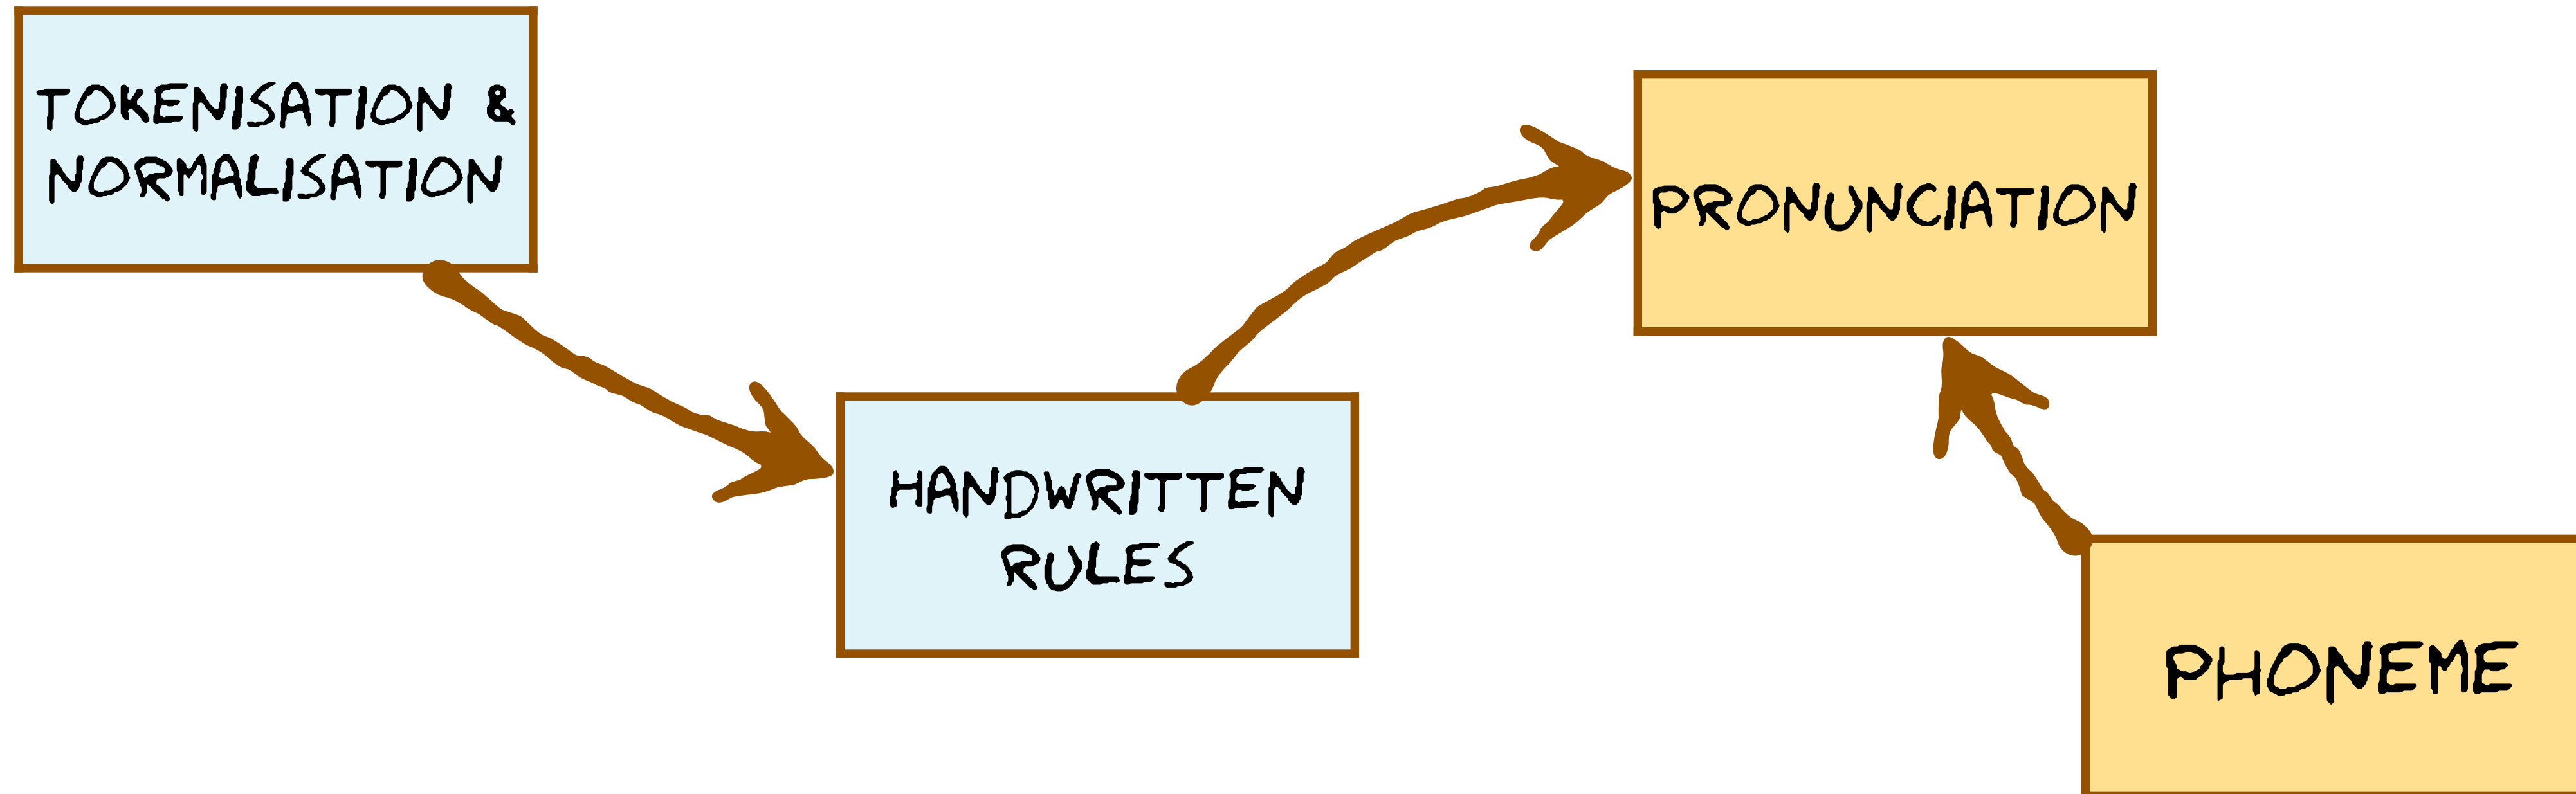 TOKENISATION &
NORMALISATION
HANDWRITTEN
RULES
PRONUNCIATION
PHONEME